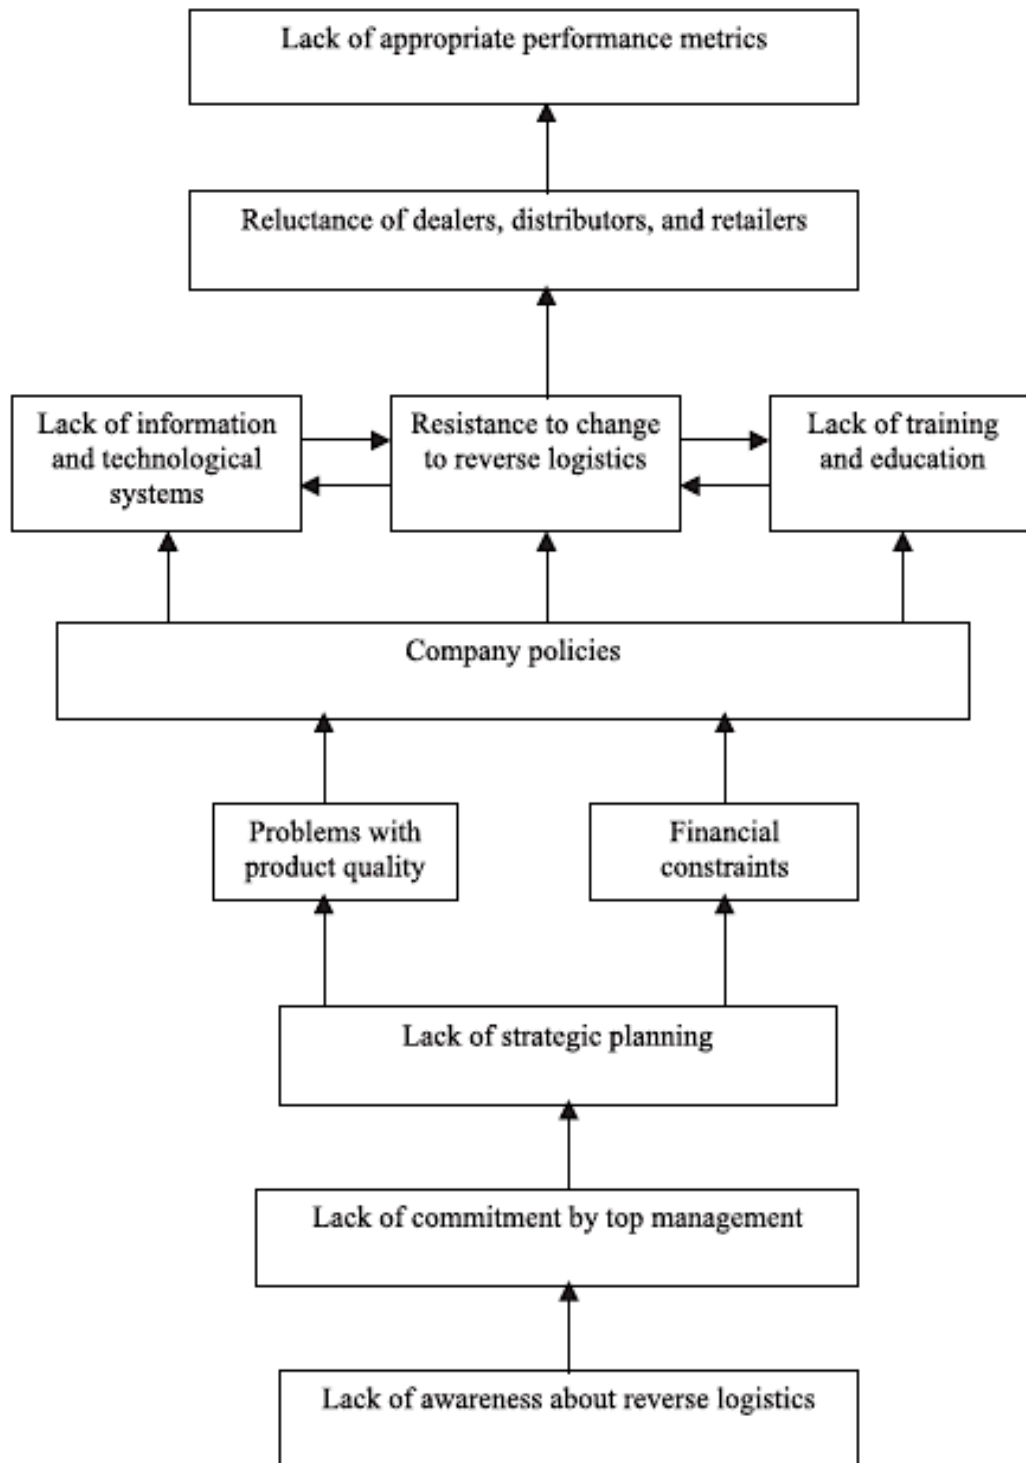 Lack of appropriate performance metrics
Reluctance of dealers, distributors, and retailers
Lack of information
and technological
systems
Resistance to change
to reverse logistics
Lack of training
and education
Company policies
Problems with
product quality
Financial
constraints
Lack of strategic planning
Lack of commitment by top management
Lack of awareness about reverse logistics